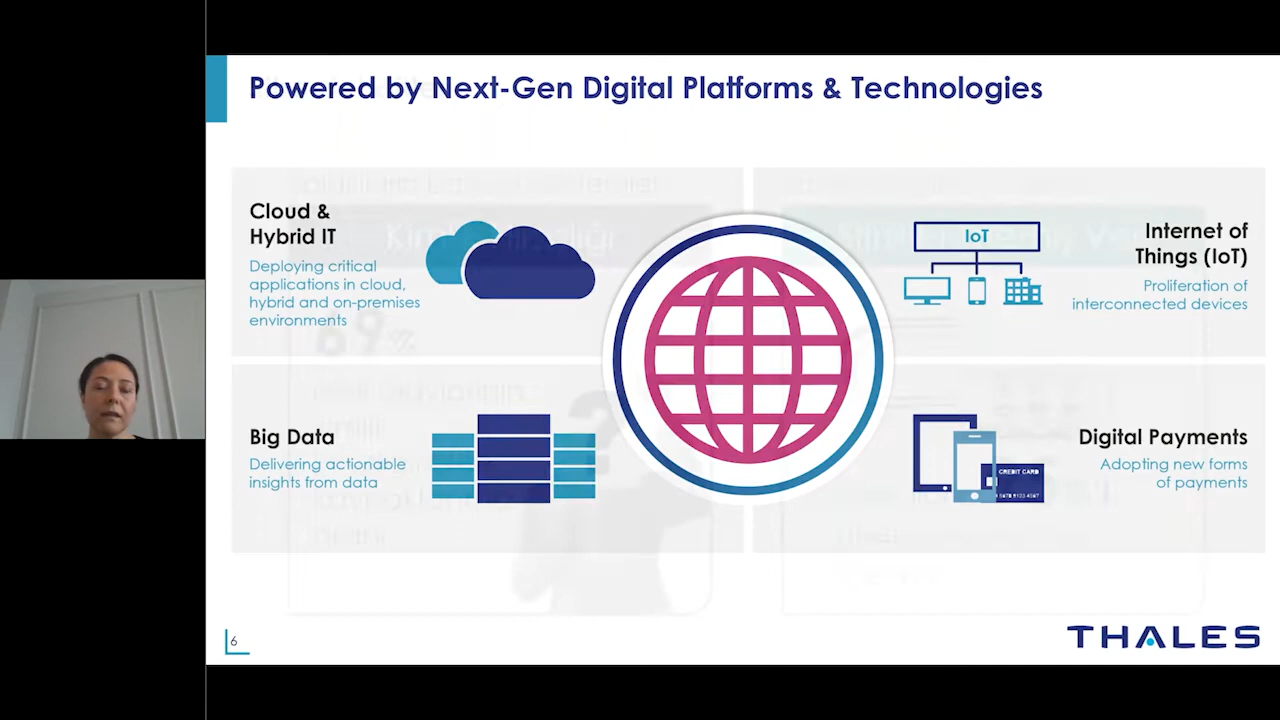 Powered by Next-Gen Digital Platforms & Technologies
Cloud &
Hybrid IT
Deploying critical
applications in cloud,
hybrid and on-premises
environments
IoT
Internet of
Things (IoT)
Proliferation of
interconnected devices
69%
Big Data
Delivering actionable
insights from data
CREDIT CARD
Digital Payments
Adopting new forms
of payments
6
THALES